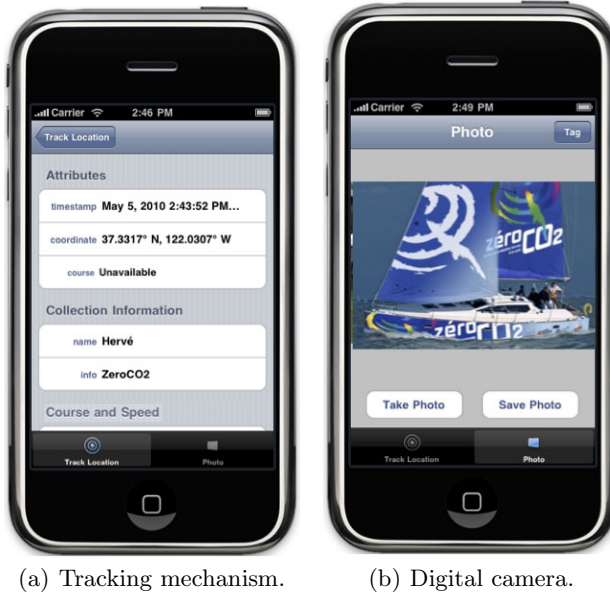 Carrier 2:46 PM
Track Location
Attributes
timestamp May 5, 2010 2:43:52 PM...
coordinate 37.3317° N, 122.0307° W
course Unavailable
Collection Information
name Hervé
info ZeroCO2
Course and Speed
Track Location Photo
(a) Tracking mechanism.
Carrier 2:49 PM
Photo Tag
zéroCO2
zéroCO2
Take Photo Save Photo
Track Location Photo
(b) Digital camera.